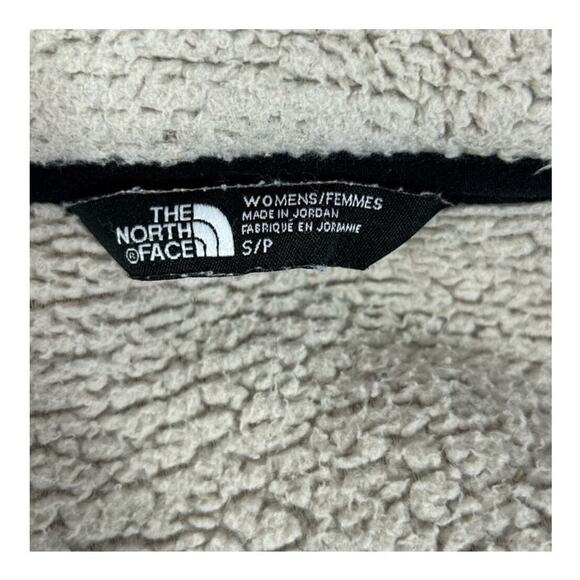 THE
NORTH
®FACE
WOMENS/FEMMES
MADE IN JORDAN
FABRIQUÉ EN JORDANIE
S/P